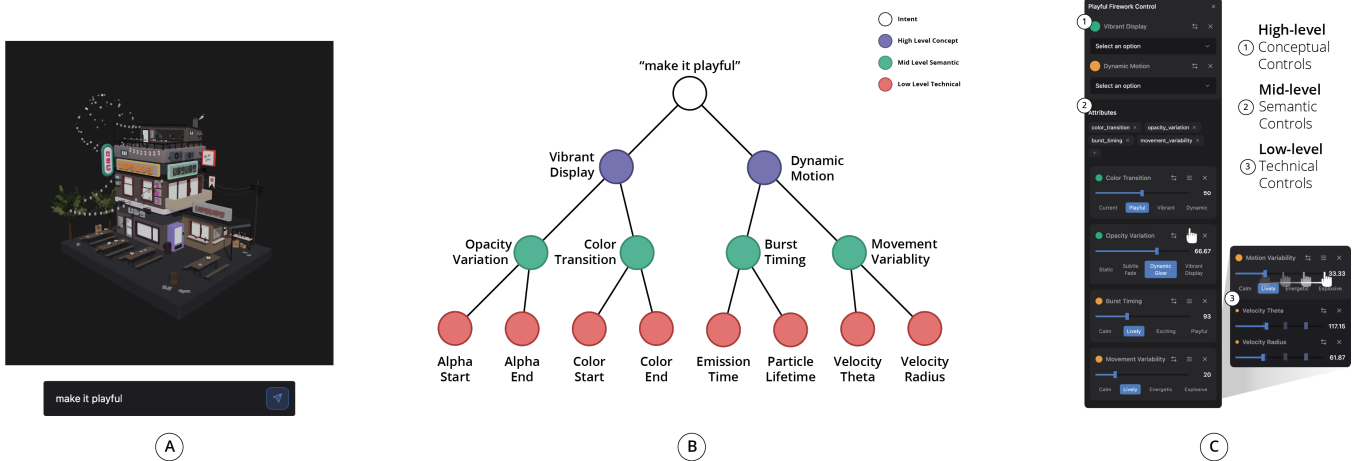 make it playful
A
Intent
High Level Concept
Mid Level Semantic
Low Level Technical
“make it playful”
Vibrant
Display
Dynamic
Motion
Opacity
Variation
Color
Transition
Burst
Timing
Movement
Variablity
Alpha
Start
Alpha
End
Color
Start
Color
End
Emission
Time
Particle
Lifetime
Velocity
Theta
Velocity
Radius
B
Playful Firework Control
1
Vibrant Display
Select an option
Dynamic Motion
Select an option
2
Attributes
color_transition × opacity_variation ×
burst_timing × movement_variability ×
+
Color Transition
50
Current Playful Vibrant Dynamic
Opacity Variation
66.67
Static Subtle Fade Dynamic Glow Vibrant Display
Burst Timing
93
Calm Lively Exciting Playful
Movement Variability
20
Calm Lively Energetic Explosive
Motion Variability
33.33
Calm Lively Energetic Explosive
3
Velocity Theta
117.15
Velocity Radius
61.87
High-level
1 Conceptual
Controls
Mid-level
2 Semantic
Controls
Low-level
3 Technical
Controls
C